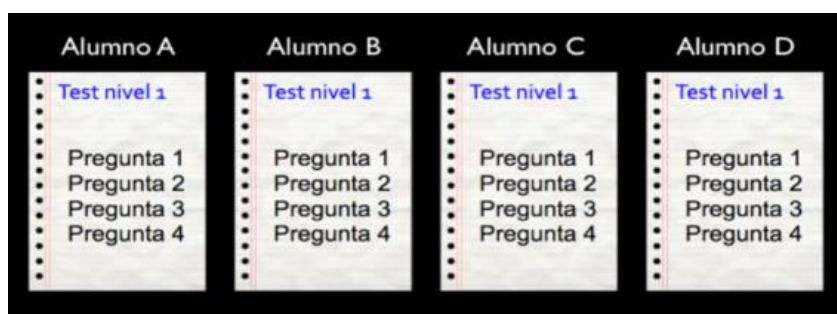 Alumno A
Test nivel 1
Pregunta 1
Pregunta 2
Pregunta 3
Pregunta 4
Alumno B
Test nivel 1
Pregunta 1
Pregunta 2
Pregunta 3
Pregunta 4
Alumno C
Test nivel 1
Pregunta 1
Pregunta 2
Pregunta 3
Pregunta 4
Alumno D
Test nivel 1
Pregunta 1
Pregunta 2
Pregunta 3
Pregunta 4